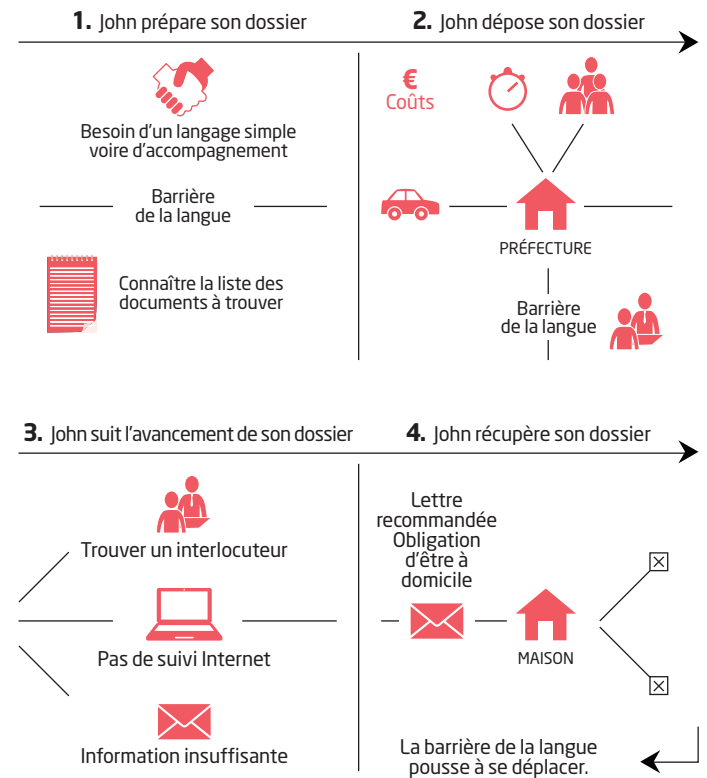 1. John prépare son dossier
Besoin d'un langage simple
voire d'accompagnement
Barrière
de la langue
Connaître la liste des
documents à trouver
2. John dépose son dossier
€
Coûts
PRÉFECTURE
Barrière
de la langue
3. John suit l'avancement de son dossier
Trouver un interlocuteur
Pas de suivi Internet
Information insuffisante
4. John récupère son dossier
Lettre
recommandée
Obligation
d'être à
domicile
MAISON
La barrière de la langue
pousse à se déplacer.